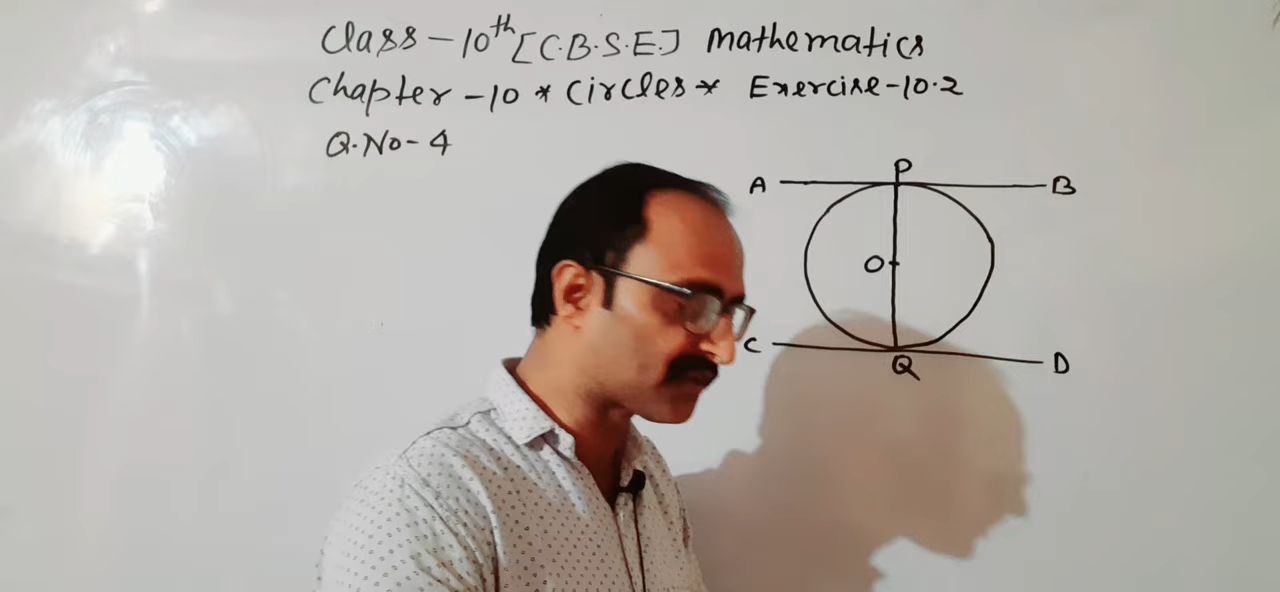 Class - 10th [C.B.S.E.] mathematics
Chapter - 10 * Circles * Exercise - 10.2
Q.No - 4
P
A B
O
C D
Q